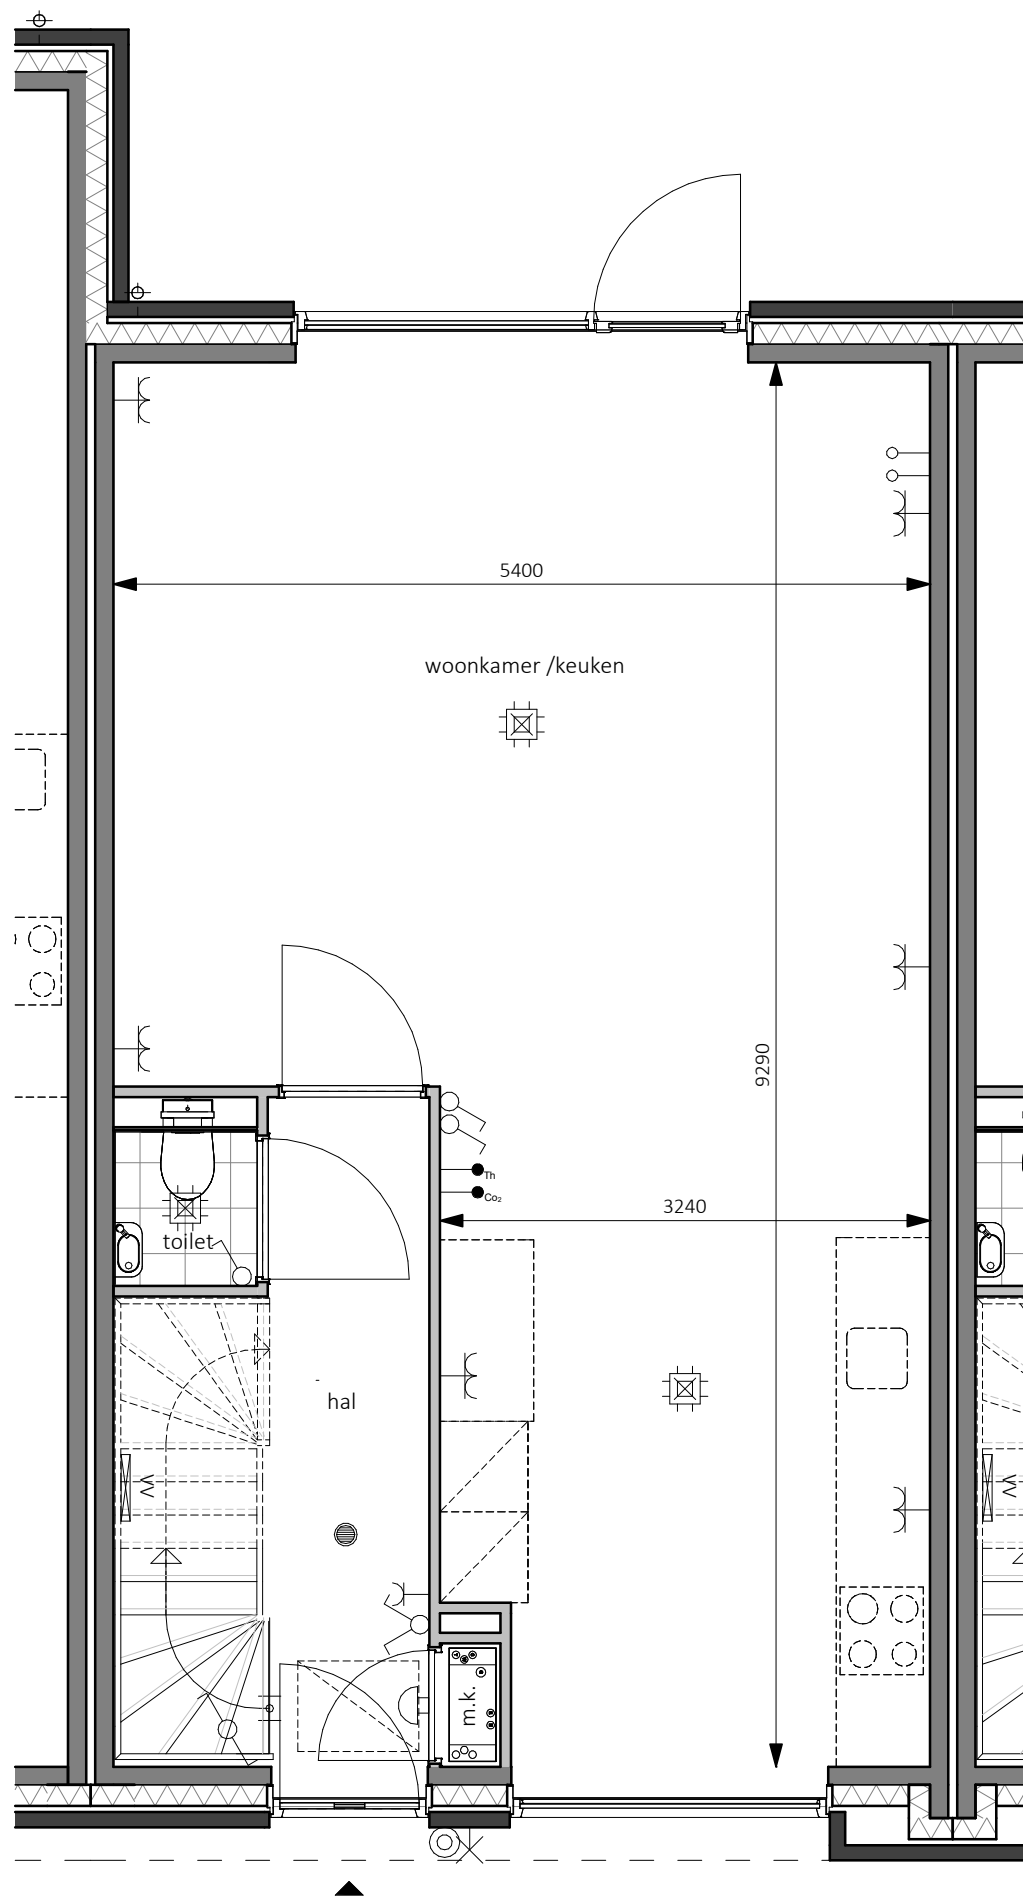 5400
woonkamer /keuken
9290
Th
Co₂
3240
toilet
hal
m.k.